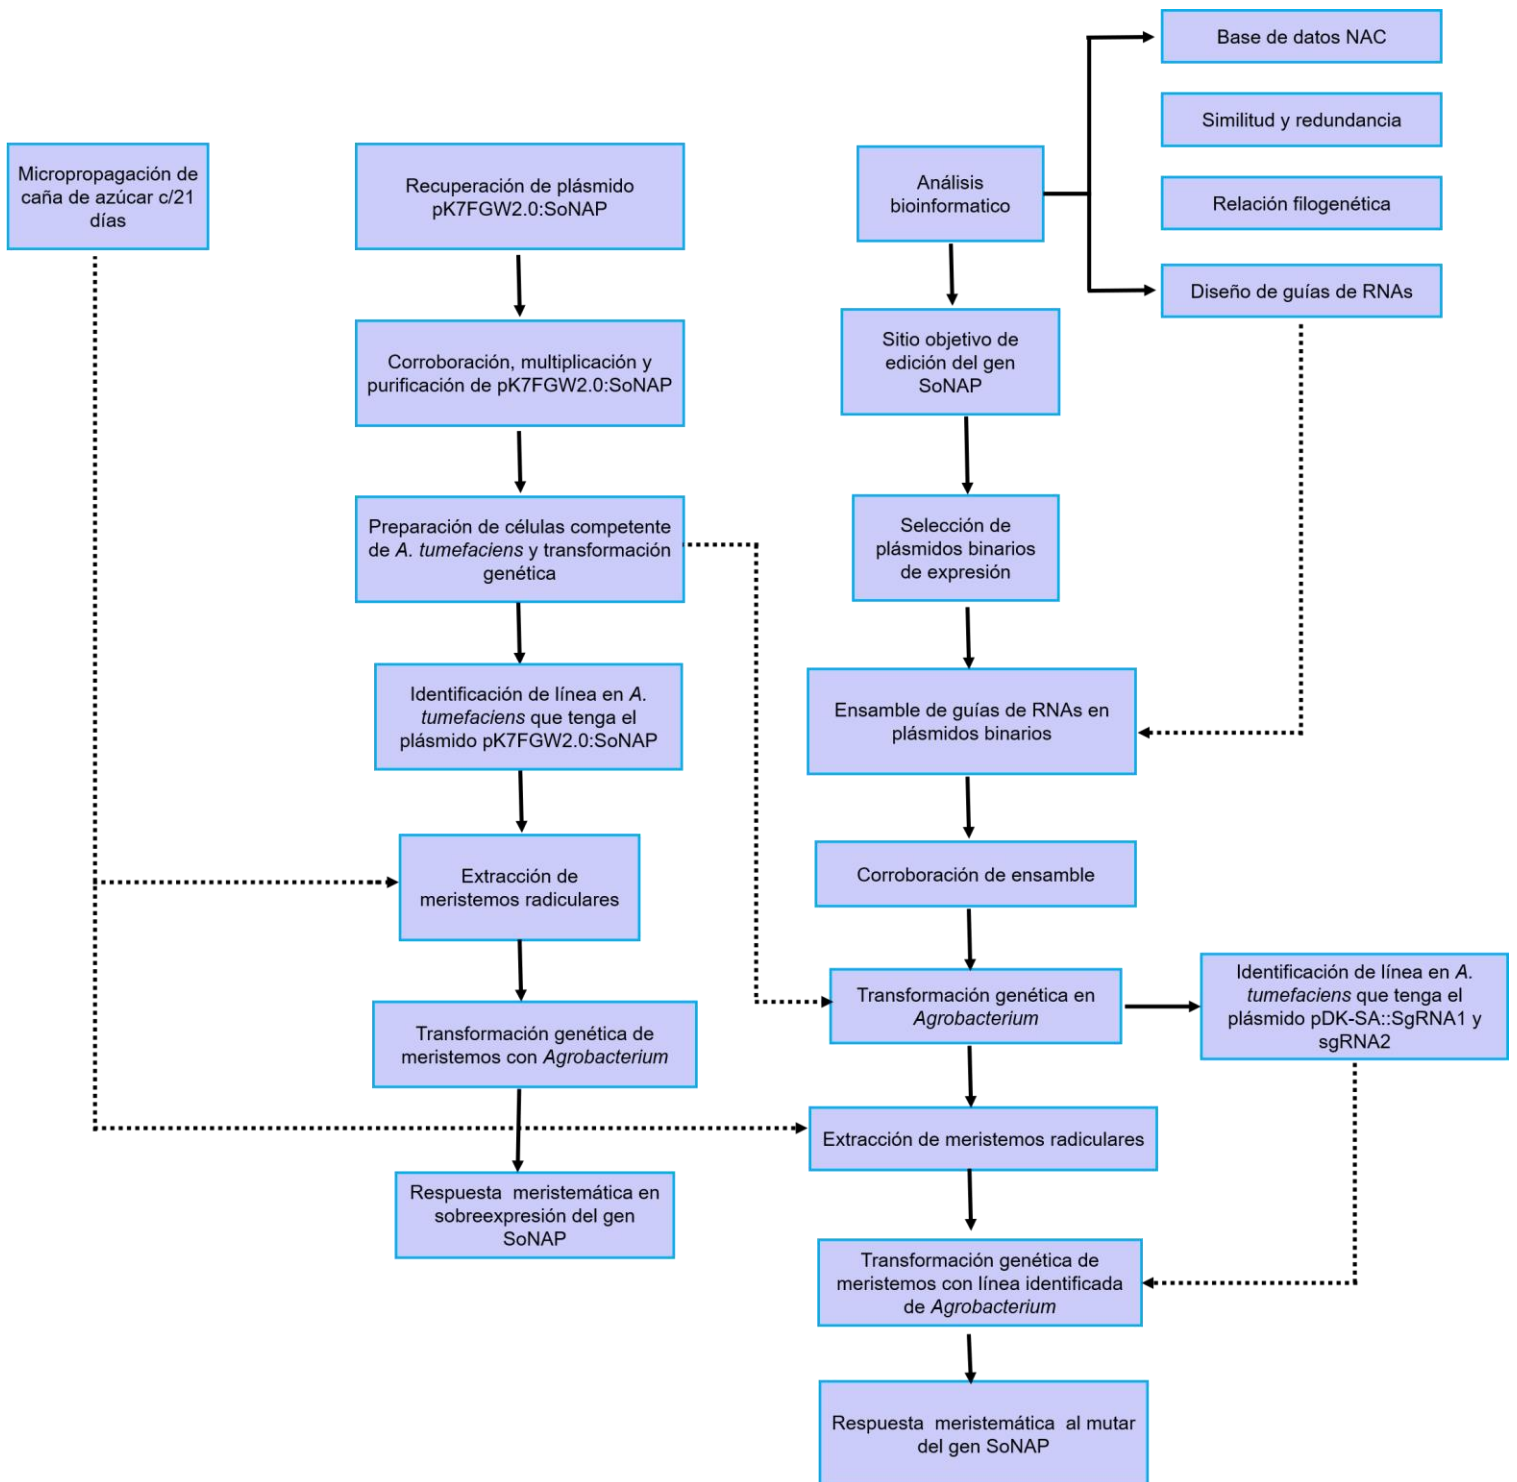 Micropropagación de
caña de azúcar c/21
días
Recuperación de plásmido
pK7FGW2.0:SoNAP
Corroboración, multiplicación y
purificación de pK7FGW2.0:SoNAP
Preparación de células competente
de A. tumefaciens y transformación
genética
Identificación de línea en A.
tumefaciens que tenga el
plásmido pK7FGW2.0:SoNAP
Extracción de
meristemos radiculares
Transformación genética de
meristemos con Agrobacterium
Respuesta meristemática en
sobreexpresión del gen
SoNAP
Análisis
bioinformatico
Base de datos NAC
Similitud y redundancia
Relación filogenética
Diseño de guías de RNAs
Sitio objetivo de
edición del gen
SoNAP
Selección de
plásmidos binarios
de expresión
Ensamble de guías de RNAs en
plásmidos binarios
Corroboración de ensamble
Transformación genética en
Agrobacterium
Identificación de línea en A.
tumefaciens que tenga el
plásmido pDK-SA::SgRNA1 y
sgRNA2
Extracción de meristemos radiculares
Transformación genética de
meristemos con línea identificada
de Agrobacterium
Respuesta meristemática al mutar
del gen SoNAP